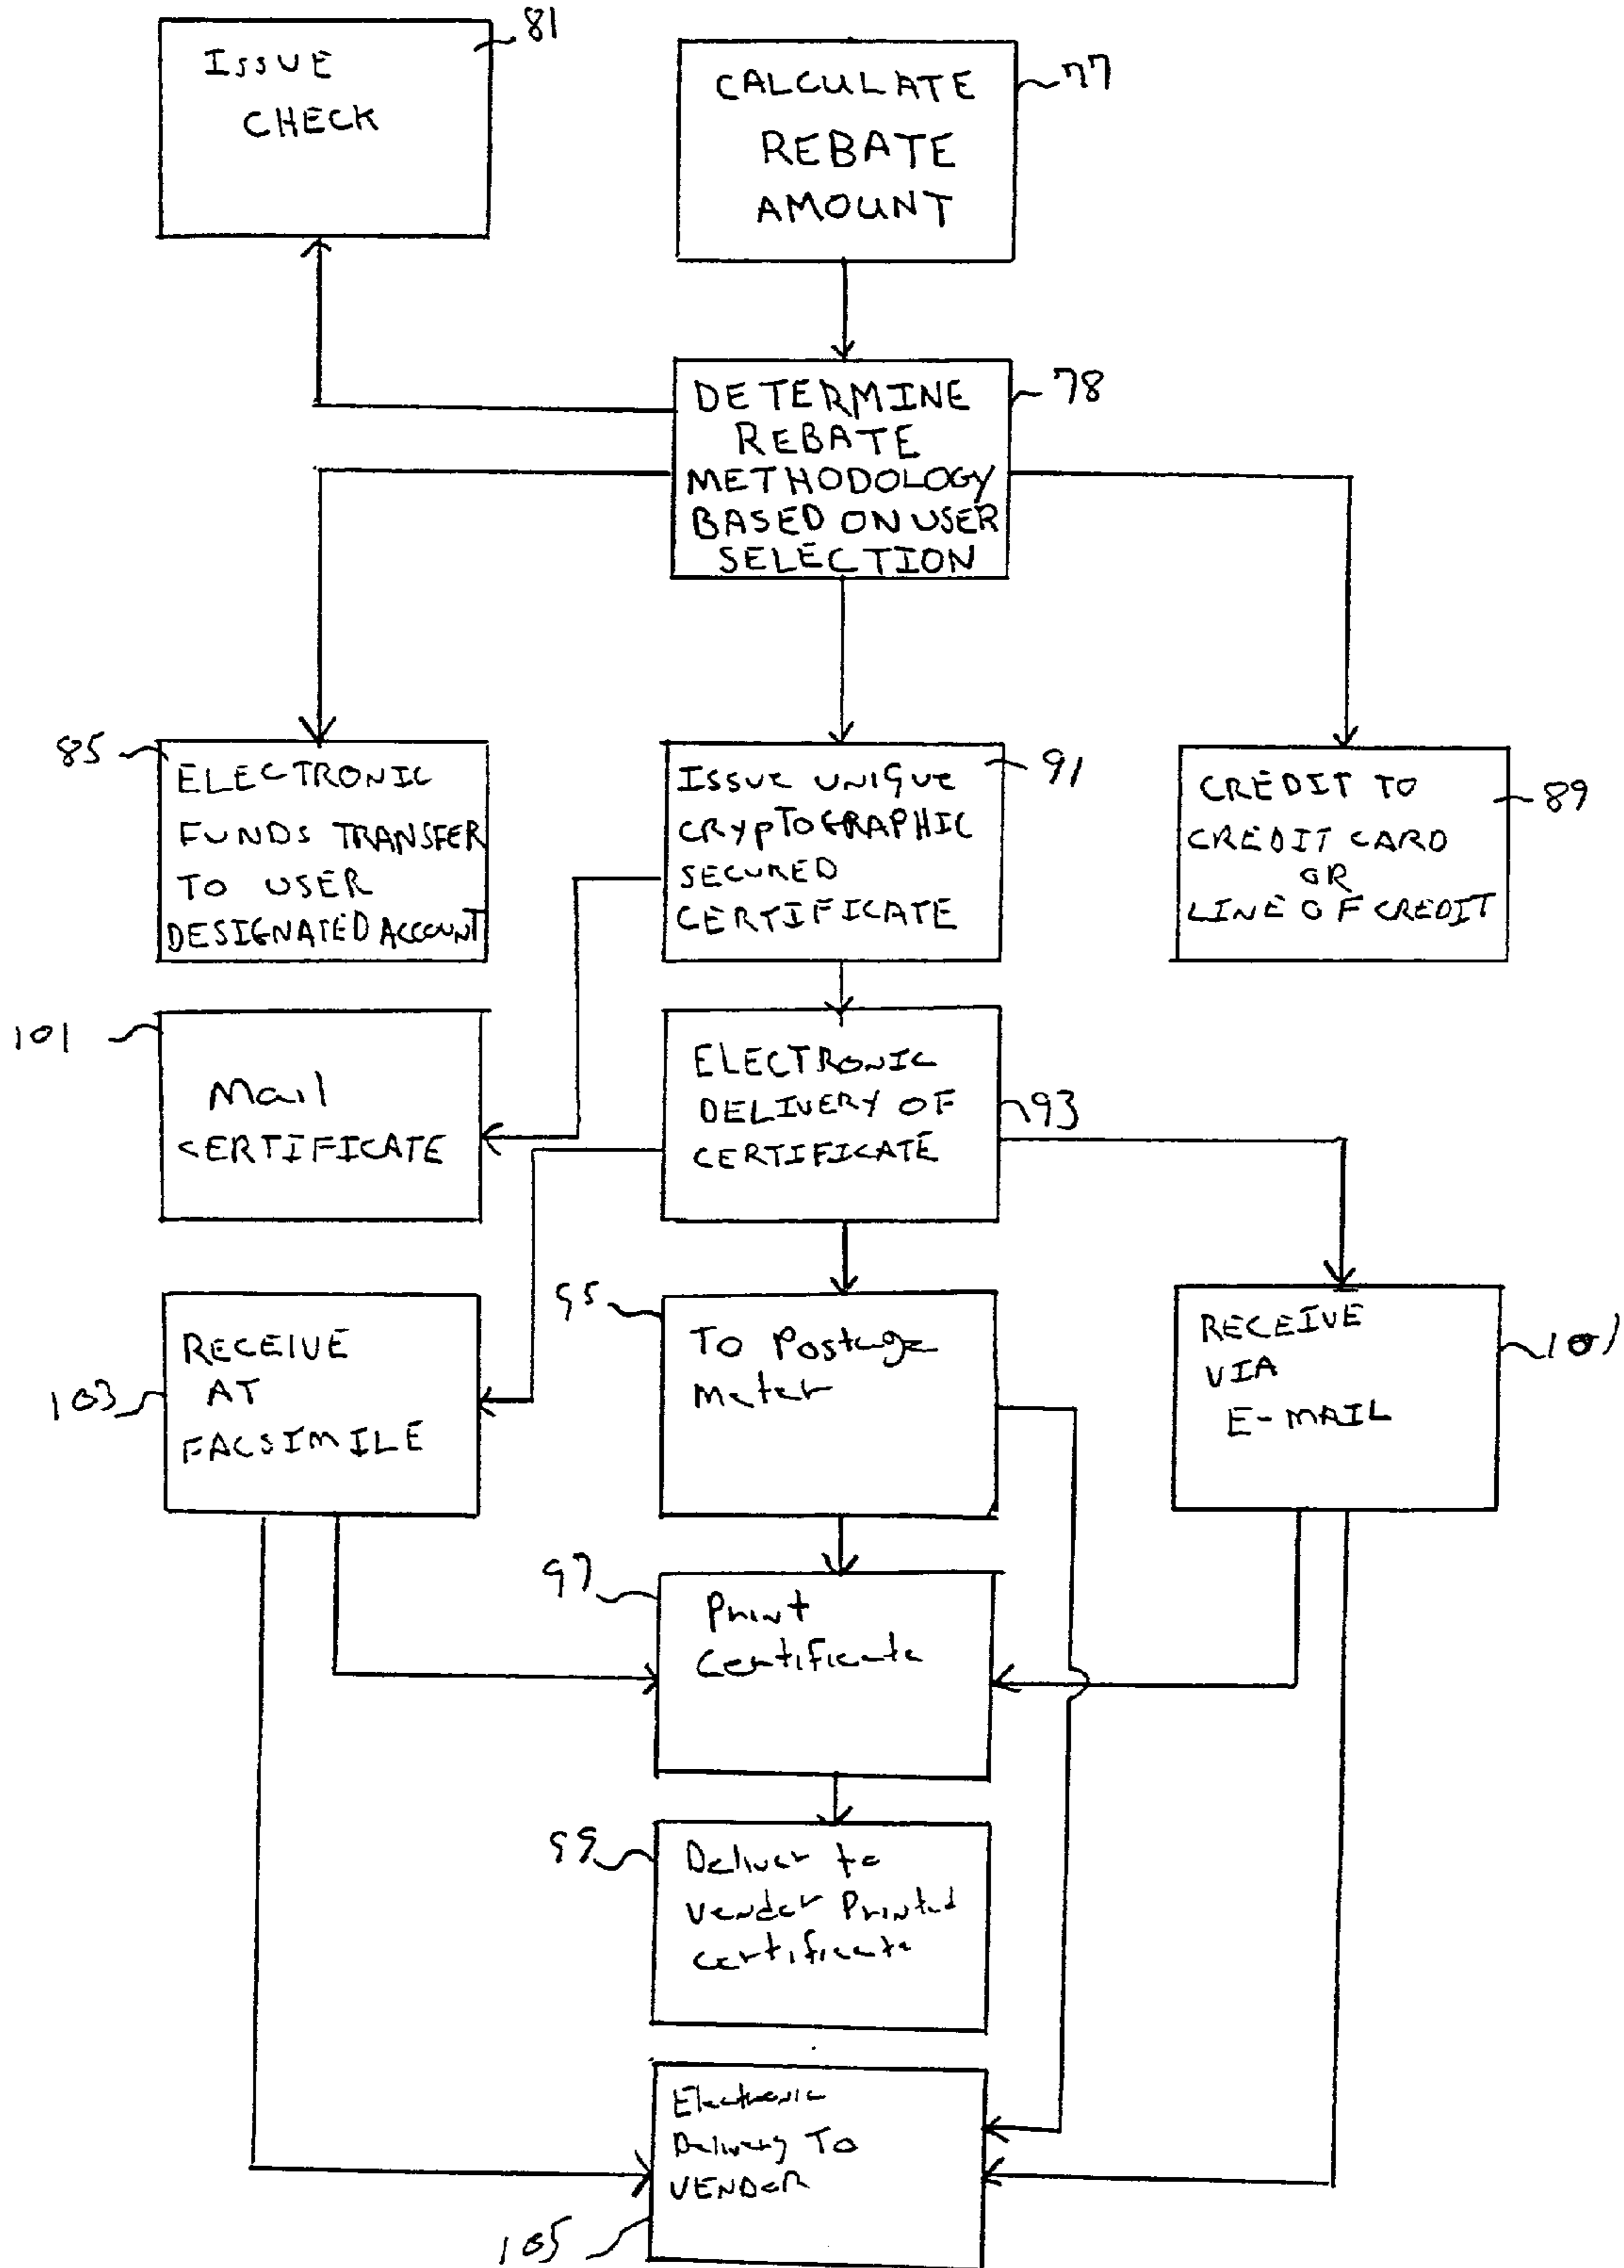 ISSUE
CHECK
81
CALCULATE
REBATE
AMOUNT
77
DETERMINE
REBATE
METHODOLOGY
BASED ON USER
SELECTION
78
85
ELECTRONIC
FUNDS TRANSFER
TO USER
DESIGNATED ACCOUNT
ISSUE UNIQUE
CRYPTOGRAPHIC
SECURED
CERTIFICATE
91
CREDIT TO
CREDIT CARD
OR
LINE OF CREDIT
89
101
Mail
CERTIFICATE
ELECTRONIC
DELIVERY OF
CERTIFICATE
93
103
RECEIVE
AT
FACSIMILE
95
To Postage
Meter
RECEIVE
VIA
E-MAIL
101
97
Print
Certificate
99
Deliver to
Vender Printed
Certificate
Electronic
Delivery To
VENDER
105